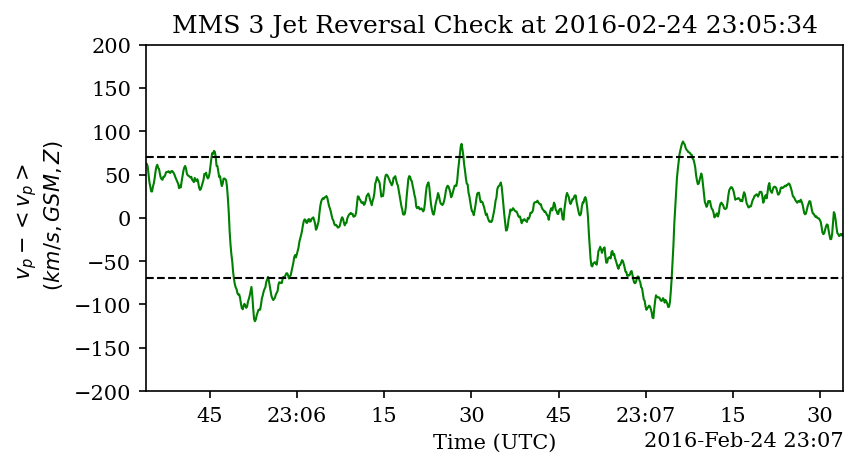 MMS 3 Jet Reversal Check at 2016-02-24 23:05:34
200
150
100
50
0
−50
−100
−150
−200
v_p − < v_p >
(km/s, GSM, Z)
45 23:06 15 30 45 23:07 15 30
Time (UTC)
2016-Feb-24 23:07